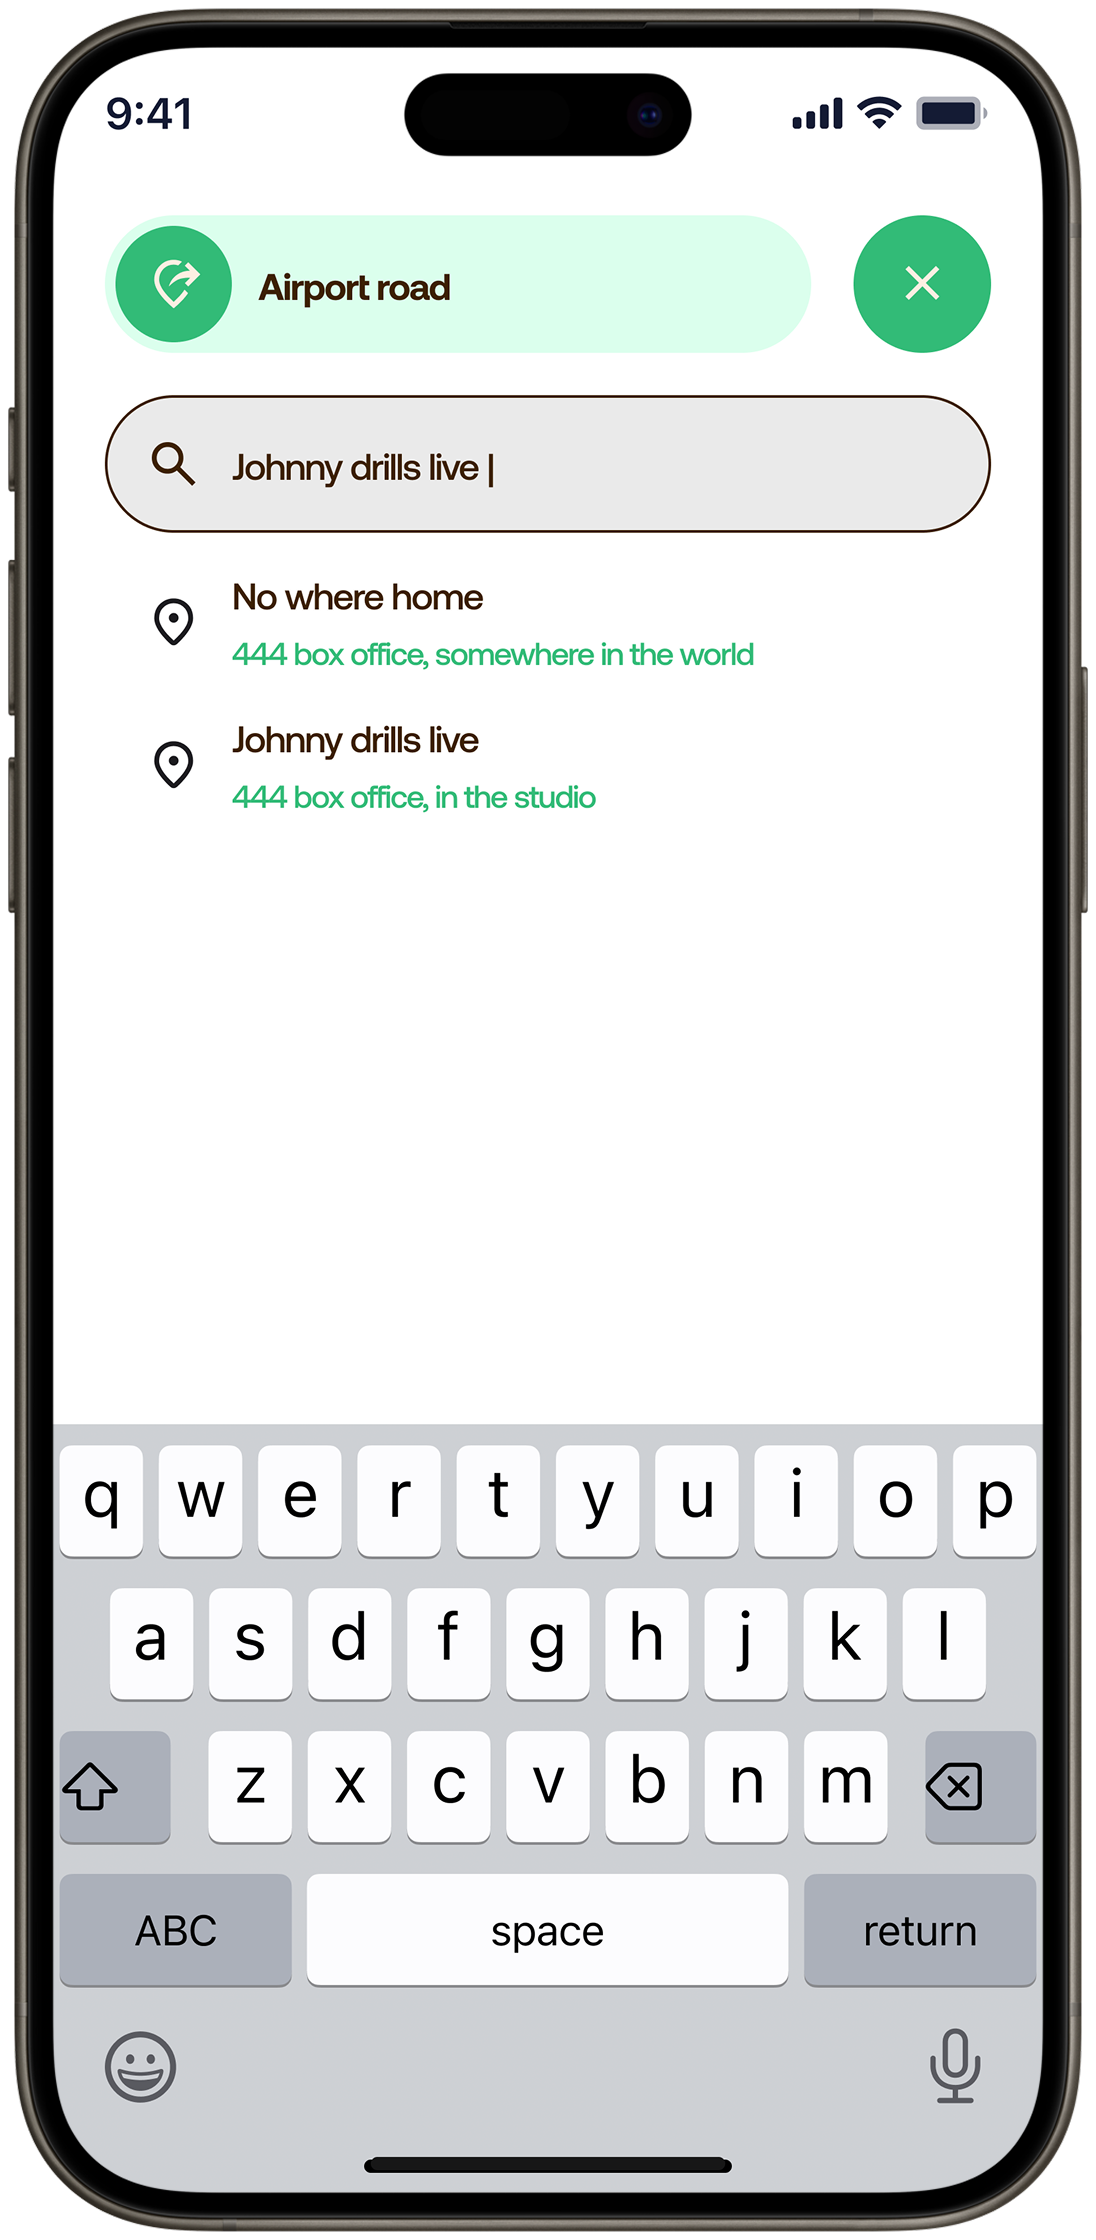 9:41
Airport road
Johnny drills live |
No where home
444 box office, somewhere in the world
Johnny drills live
444 box office, in the studio
q w e r t y u i o p
a s d f g h j k l
z x c v b n m
ABC space return